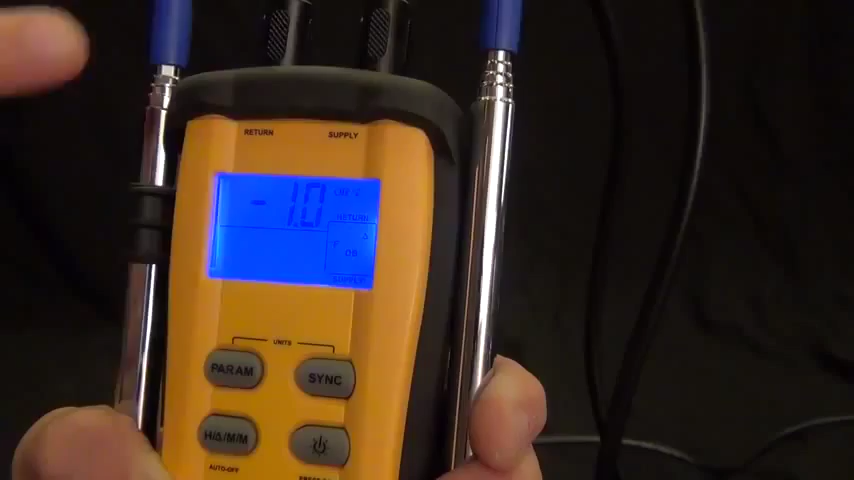 RETURN SUPPLY
- 1.0
RETURN
Δ
F
DB
SUPPLY
UNITS
PARAM SYNC
H/Δ/M/M
AUTO-OFF